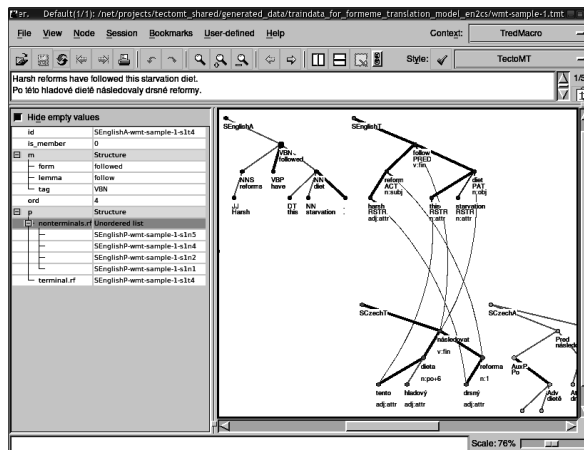 Default(1/1): /net/projects/tectomt_shared/generated_data/traindata_for_formeme_translation_model_en2cs/wmt-sample-1.tmt
File View Node Session Bookmarks User-defined Help Context: TredMacro
Style: TectoMT
Harsh reforms have followed this starvation diet.
Po této hladové dietě následovaly drsné reformy.
Hide empty values
id SEnglishA-wmt-sample-1-s1t4
is_member 0
m Structure
form followed
lemma follow
tag VBN
ord 4
p Structure
nonterminals.rf Unordered list
SEnglishP-wmt-sample-1-s1n5
SEnglishP-wmt-sample-1-s1n4
SEnglishP-wmt-sample-1-s1n2
SEnglishP-wmt-sample-1-s1n1
terminal.rf SEnglishP-wmt-sample-1-s1t4
SEnglishA
VBN
followed
NNS
reforms
VBP
have
NN
diet
JJ
Harsh
DT
this
NN
starvation
SEnglishT
follow
PRED
v:fin
reform
ACT
n:subj
diet
PAT
n:obj
harsh
RSTR
adj:attr
this
RSTR
n:attr
starvation
RSTR
n:attr
SCzechT
následovat
v:fin
dieta
n:po+6
reforma
n:1
tento
adj:attr
hladový
adj:attr
drsný
adj:attr
SCzechA
Pred
AuxP
Po
Adv
dietě
Scale: 76%